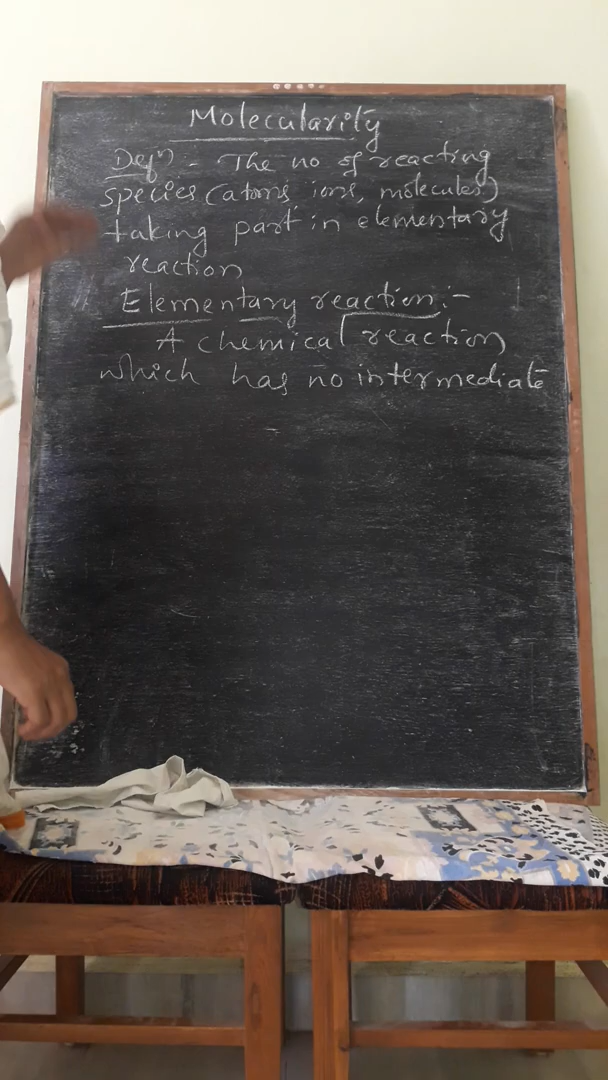 Molecularity
Defⁿ - The no of reacting
species (atoms, ions, molecules)
taking part in elementary
reaction
Elementary reaction :-
A chemical reaction
which has no intermediate